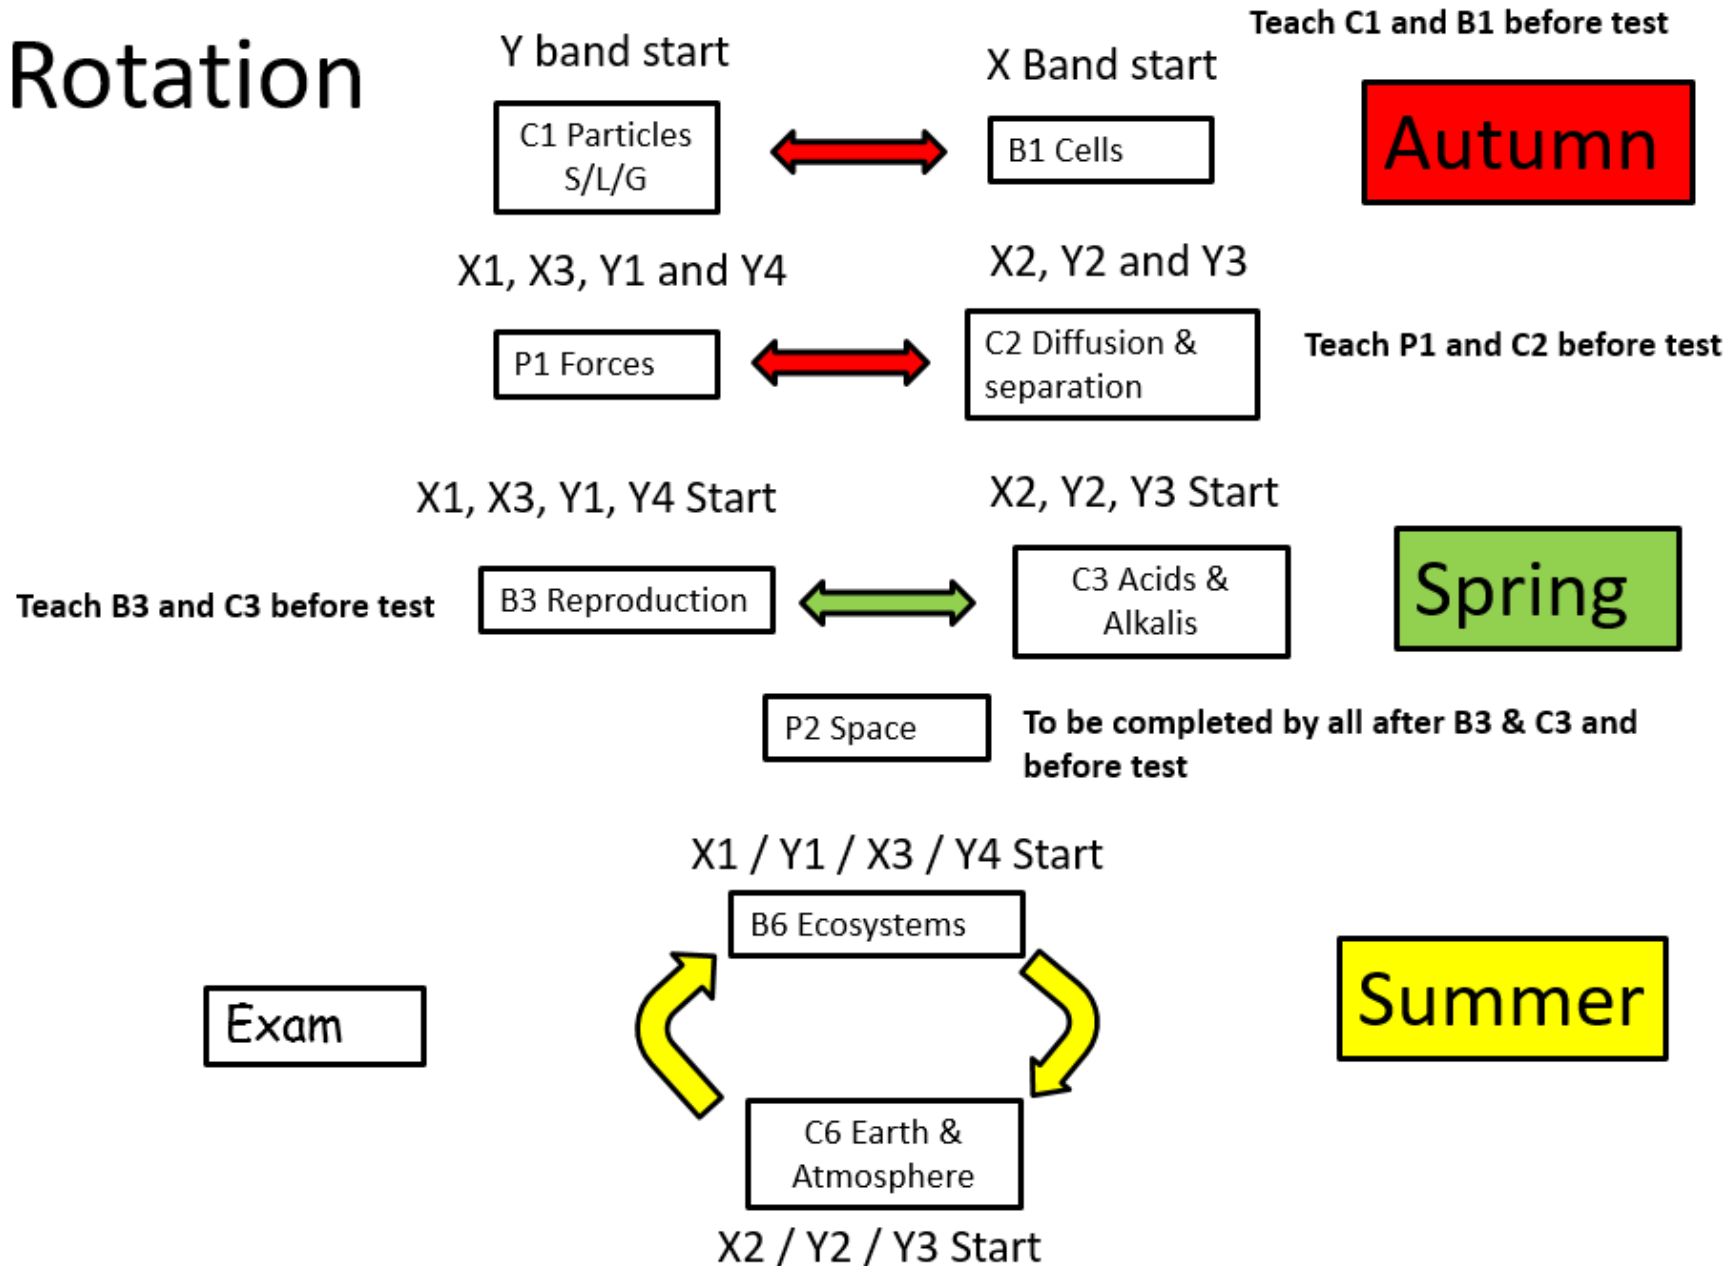 Rotation
Y band start
X Band start
Teach C1 and B1 before test
C1 Particles
S/L/G
B1 Cells
Autumn
X1, X3, Y1 and Y4
X2, Y2 and Y3
P1 Forces
C2 Diffusion &
separation
Teach P1 and C2 before test
X1, X3, Y1, Y4 Start
X2, Y2, Y3 Start
Teach B3 and C3 before test
B3 Reproduction
C3 Acids &
Alkalis
Spring
P2 Space
To be completed by all after B3 & C3 and
before test
X1 / Y1 / X3 / Y4 Start
B6 Ecosystems
Exam
Summer
C6 Earth &
Atmosphere
X2 / Y2 / Y3 Start